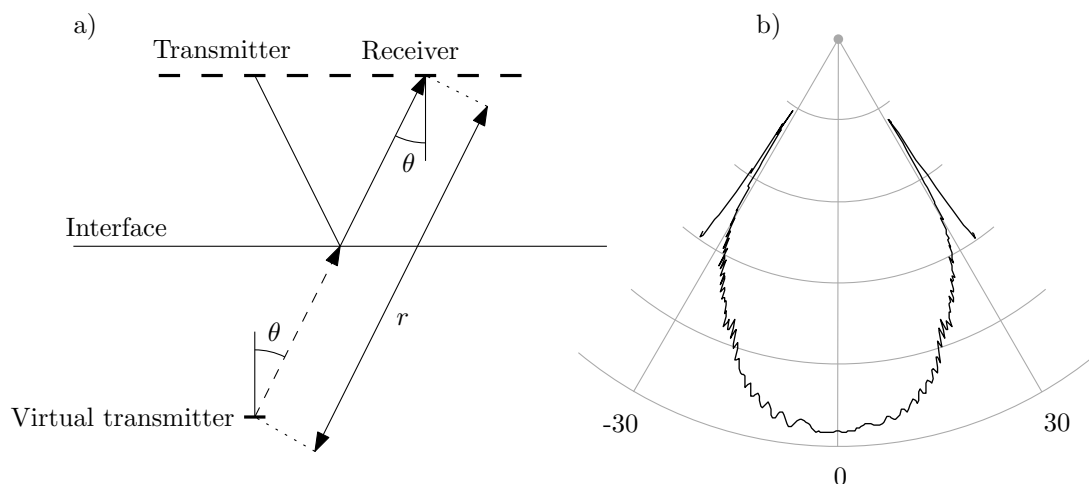 a)
Transmitter
Receiver
θ
Interface
θ
r
Virtual transmitter
b)
-30
30
0